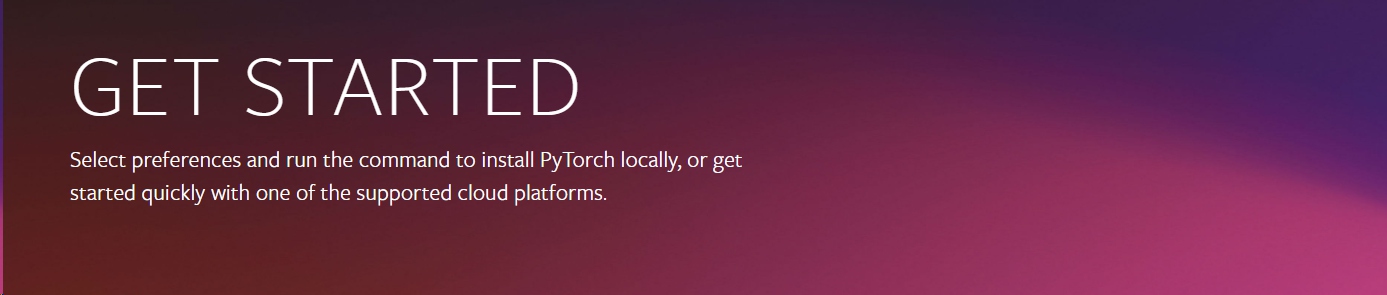 GET STARTED
Select preferences and run the command to install PyTorch locally, or get
started quickly with one of the supported cloud platforms.